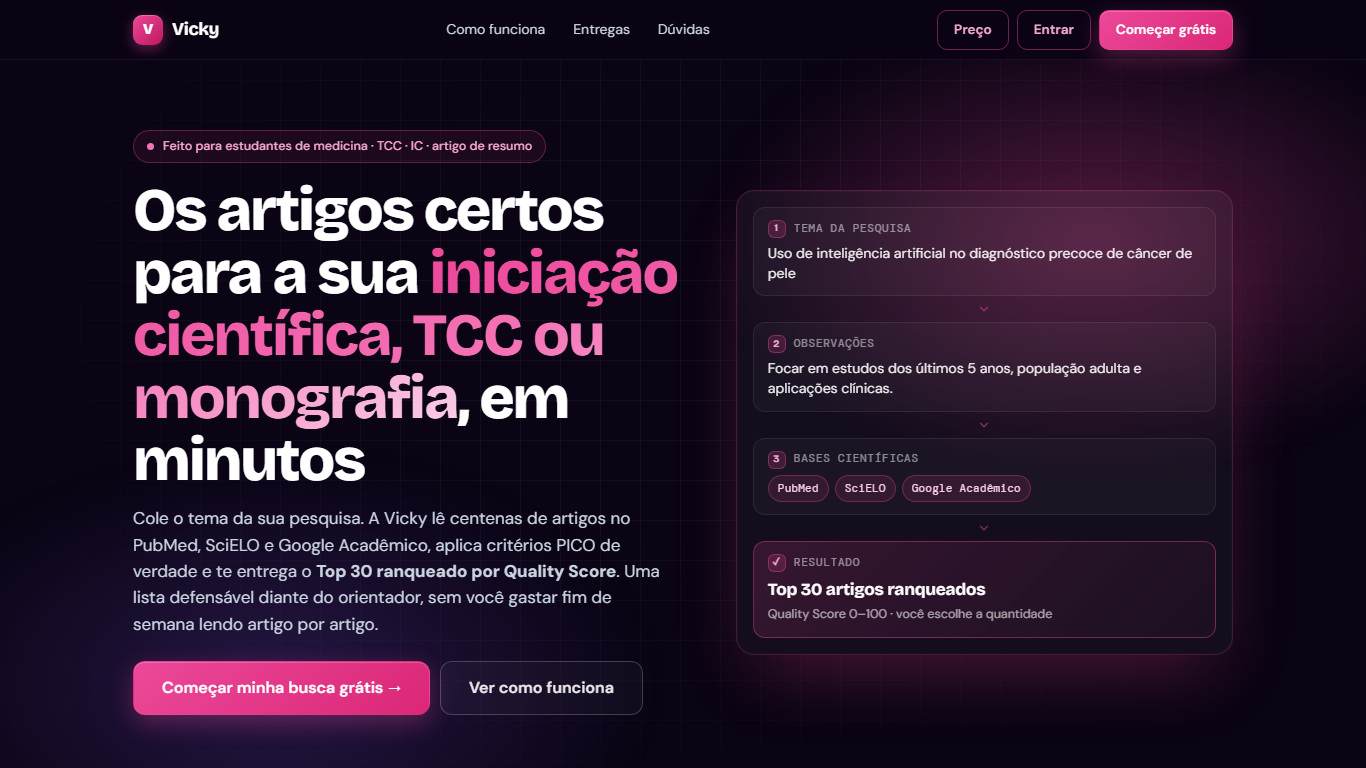 V Vicky
Como funciona Entregas Dúvidas
Preço Entrar Começar grátis
Feito para estudantes de medicina · TCC · IC · artigo de resumo
Os artigos certos
para a sua iniciação
científica, TCC ou
monografia, em
minutos
Cole o tema da sua pesquisa. A Vicky lê centenas de artigos no
PubMed, SciELO e Google Acadêmico, aplica critérios PICO de
verdade e te entrega o Top 30 ranqueado por Quality Score. Uma
lista defensável diante do orientador, sem você gastar fim de
semana lendo artigo por artigo.
Começar minha busca grátis →
Ver como funciona
1 TEMA DA PESQUISA
Uso de inteligência artificial no diagnóstico precoce de câncer de
pele
2 OBSERVAÇÕES
Focar em estudos dos últimos 5 anos, população adulta e
aplicações clínicas.
3 BASES CIENTÍFICAS
PubMed SciELO Google Acadêmico
✓ RESULTADO
Top 30 artigos ranqueados
Quality Score 0–100 · você escolhe a quantidade